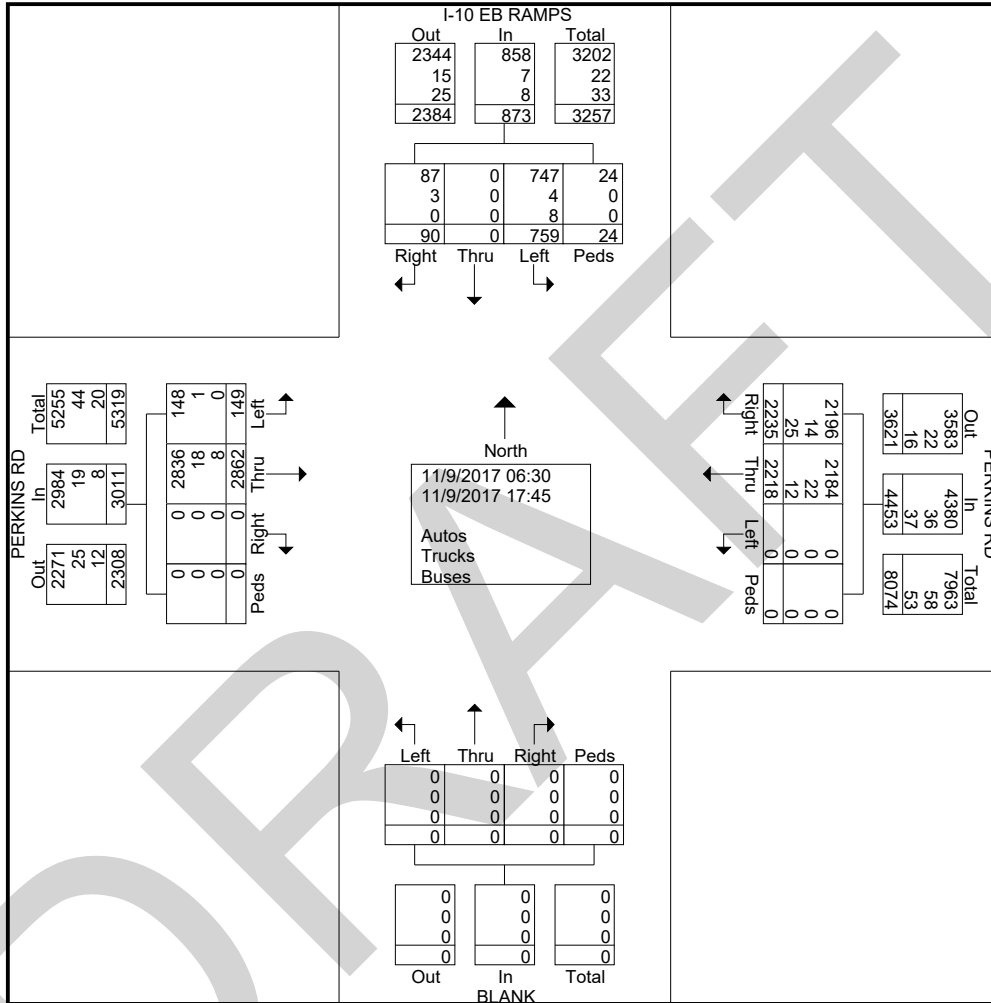 I-10 EB RAMPS
Out In Total
2344 858 3202
15 7 22
25 8 33
2384 873 3257
87 0 747 24
3 0 4 0
0 0 8 0
90 0 759 24
Right Thru Left Peds
PERKINS RD
Total In Out
5255 2984 2271
44 19 25
20 8 12
5319 3011 2308
Left Thru Right Peds
148 2836 0 0
1 18 0 0
0 8 0 0
149 2862 0 0
North
11/9/2017 06:30
11/9/2017 17:45
Autos
Trucks
Buses
PERKINS RD
Out In Total
3583 4380 7963
22 36 58
16 37 53
3621 4453 8074
Right Thru Left Peds
2196 2184 0 0
14 22 0 0
25 12 0 0
2235 2218 0 0
Left Thru Right Peds
0 0 0 0
0 0 0 0
0 0 0 0
0 0 0 0
0 0 0
0 0 0
0 0 0
0 0 0
Out In Total
BLANK
DRAFT